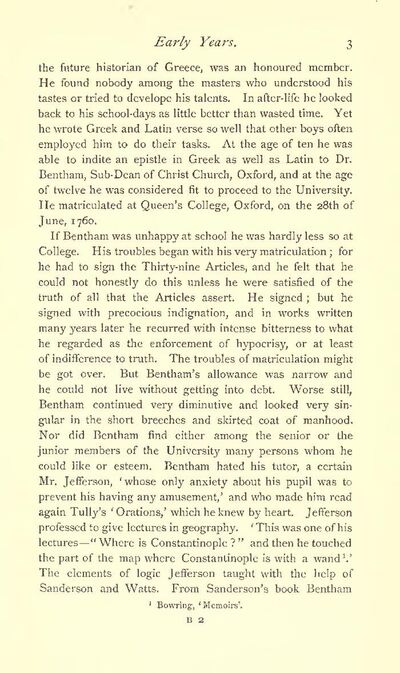 Early Years. 3
the future historian of Greece, was an honoured member.
He found nobody among the masters who understood his
tastes or tried to develope his talents. In after-life he looked
back to his school-days as little better than wasted time. Yet
he wrote Greek and Latin verse so well that other boys often
employed him to do their tasks. At the age of ten he was
able to indite an epistle in Greek as well as Latin to Dr.
Bentham, Sub-Dean of Christ Church, Oxford, and at the age
of twelve he was considered fit to proceed to the University.
He matriculated at Queen's College, Oxford, on the 28th of
June, 1760.
If Bentham was unhappy at school he was hardly less so at
College. His troubles began with his very matriculation; for
he had to sign the Thirty-nine Articles, and he felt that he
could not honestly do this unless he were satisfied of the
truth of all that the Articles assert. He signed; but he
signed with precocious indignation, and in works written
many years later he recurred with intense bitterness to what
he regarded as the enforcement of hypocrisy, or at least
of indifference to truth. The troubles of matriculation might
be got over. But Bentham's allowance was narrow and
he could not live without getting into debt. Worse still,
Bentham continued very diminutive and looked very sin-
gular in the short breeches and skirted coat of manhood.
Nor did Bentham find either among the senior or the
junior members of the University many persons whom he
could like or esteem. Bentham hated his tutor, a certain
Mr. Jefferson, 'whose only anxiety about his pupil was to
prevent his having any amusement,' and who made him read
again Tully's 'Orations,' which he knew by heart. Jefferson
professed to give lectures in geography. 'This was one of his
lectures—"Where is Constantinople?" and then he touched
the part of the map where Constantinople is with a wand¹.'
The elements of logic Jefferson taught with the help of
Sanderson and Watts. From Sanderson's book Bentham
¹ Bowring, 'Memoirs'.
B 2